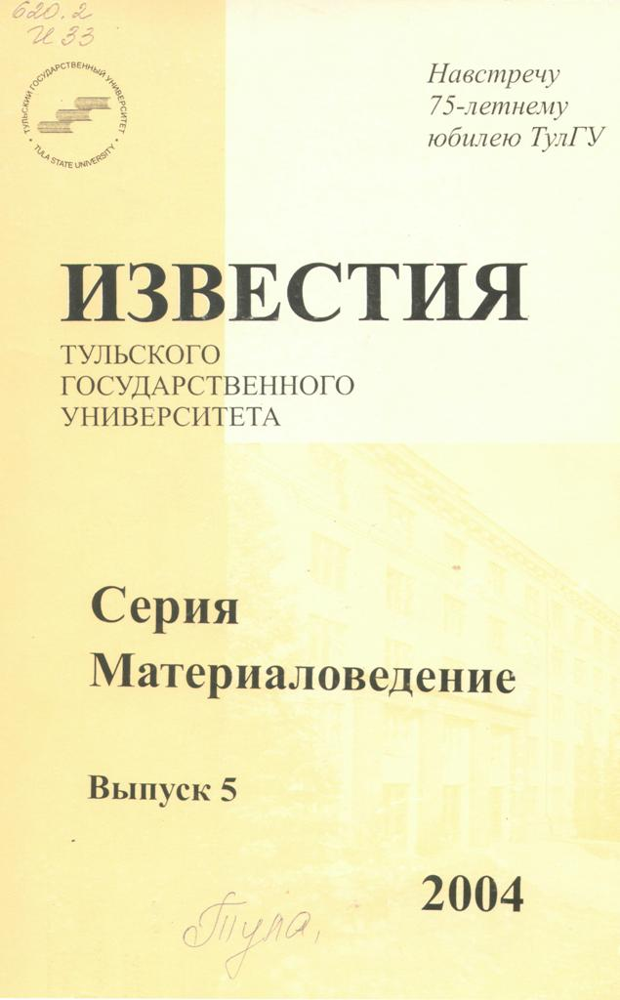 620.2
И 33
ТУЛЬСКИЙ ГОСУДАРСТВЕННЫЙ УНИВЕРСИТЕТ
TULA STATE UNIVERSITY
Навстречу
75-летнему
юбилею ТулГУ
ИЗВЕСТИЯ
ТУЛЬСКОГО
ГОСУДАРСТВЕННОГО
УНИВЕРСИТЕТА
Серия
Материаловедение
Выпуск 5
2004
Тула,